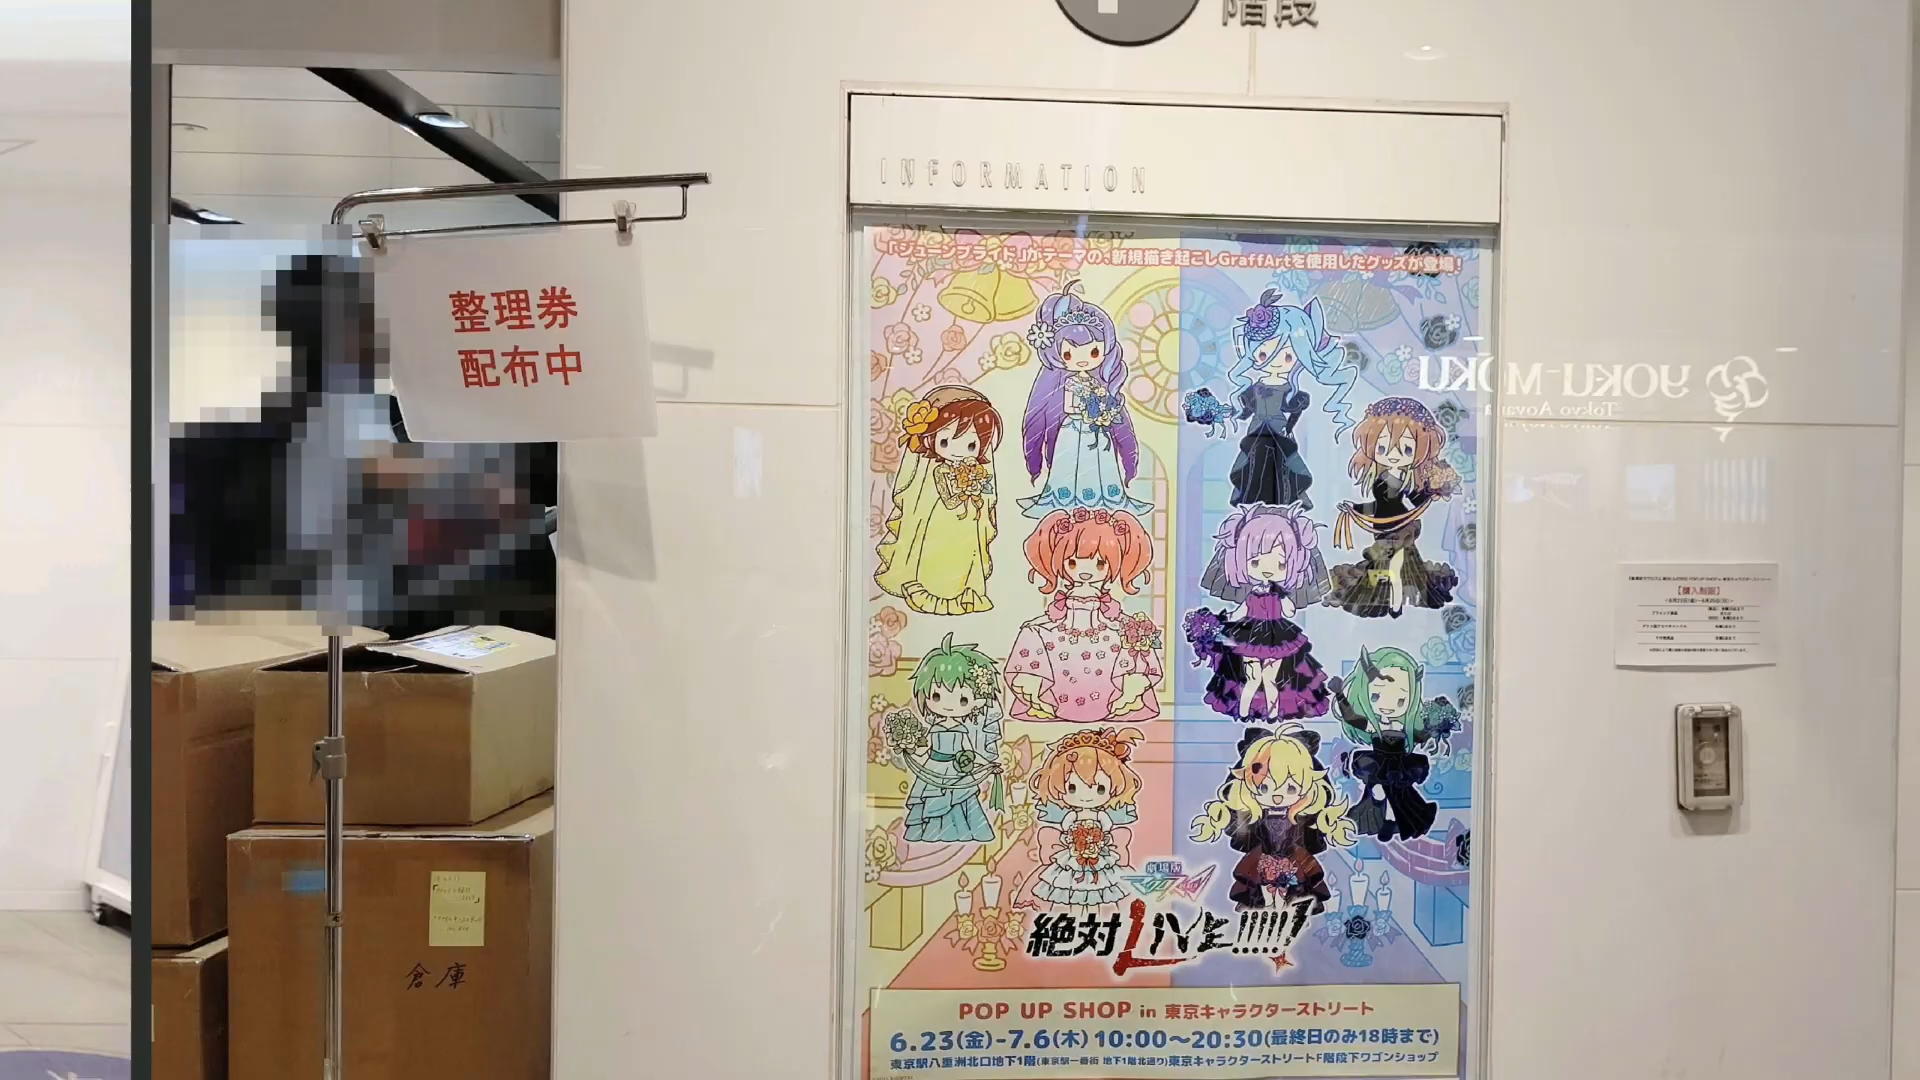 階段
INFORMATION
「ジューンブライド」がテーマの、新規描き起こしGraffArtを使用したグッズが登場!
整理券
配布中
YOKU MOKU
Tokyo Aoyama
【購入制限】
劇場版
マクロスΔ
絶対LIVE!!!!!!
倉庫
POP UP SHOP in 東京キャラクターストリート
6.23(金)-7.6(木) 10:00〜20:30(最終日のみ18時まで)
東京駅八重洲北口地下1階(東京駅一番街 地下1階北通り)東京キャラクターストリートF階段下ワゴンショップ